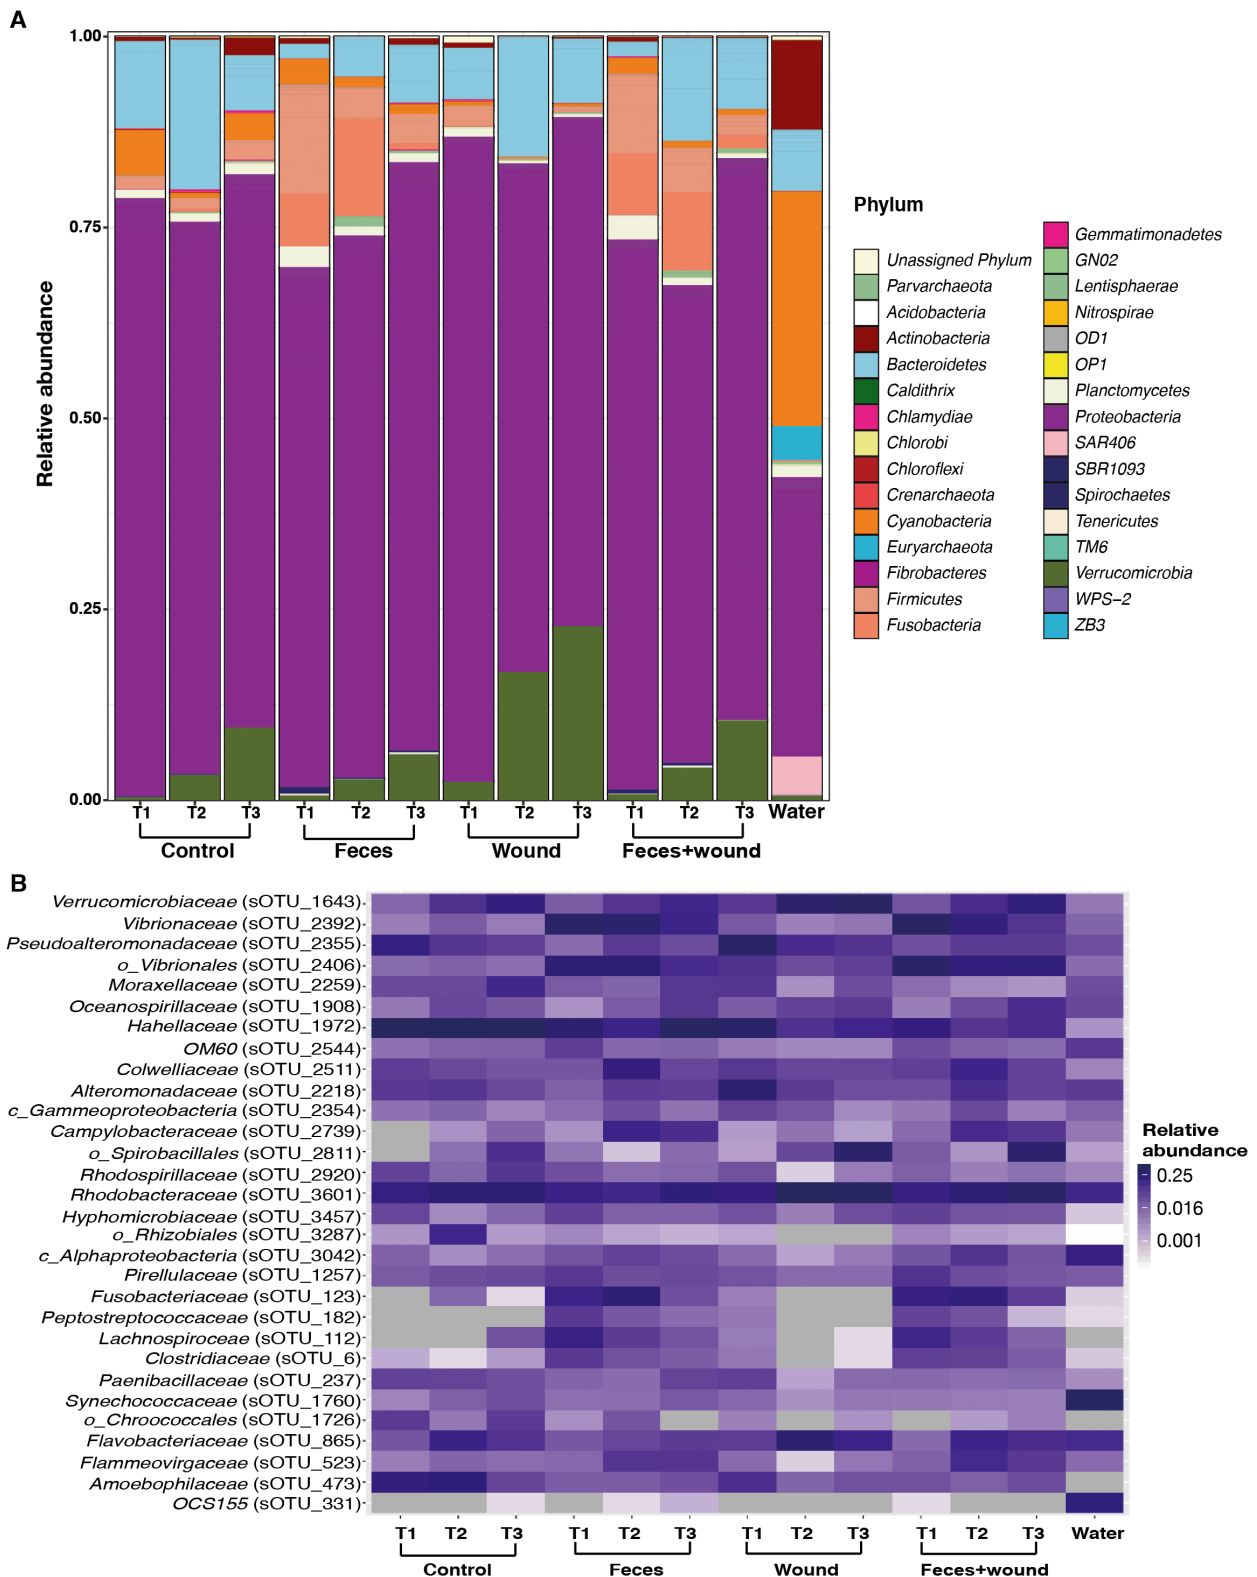 A
Relative abundance
1.00
0.75
0.50
0.25
0.00
T1 T2 T3 T1 T2 T3 T1 T2 T3 T1 T2 T3 Water
Control Feces Wound Feces+wound
Phylum
Unassigned Phylum
Parvarchaeota
Acidobacteria
Actinobacteria
Bacteroidetes
Caldithrix
Chlamydiae
Chlorobi
Chloroflexi
Crenarchaeota
Cyanobacteria
Euryarchaeota
Fibrobacteres
Firmicutes
Fusobacteria
Gemmatimonadetes
GN02
Lentisphaerae
Nitrospirae
OD1
OP1
Planctomycetes
Proteobacteria
SAR406
SBR1093
Spirochaetes
Tenericutes
TM6
Verrucomicrobia
WPS-2
ZB3
B
Verrucomicrobiaceae (sOTU_1643)
Vibrionaceae (sOTU_2392)
Pseudoalteromonadaceae (sOTU_2355)
o_Vibrionales (sOTU_2406)
Moraxellaceae (sOTU_2259)
Oceanospirillaceae (sOTU_1908)
Hahellaceae (sOTU_1972)
OM60 (sOTU_2544)
Colwelliaceae (sOTU_2511)
Alteromonadaceae (sOTU_2218)
c_Gammeoproteobacteria (sOTU_2354)
Campylobacteraceae (sOTU_2739)
o_Spirobacillales (sOTU_2811)
Rhodospirillaceae (sOTU_2920)
Rhodobacteraceae (sOTU_3601)
Hyphomicrobiaceae (sOTU_3457)
o_Rhizobiales (sOTU_3287)
c_Alphaproteobacteria (sOTU_3042)
Pirellulaceae (sOTU_1257)
Fusobacteriaceae (sOTU_123)
Peptostreptococcaceae (sOTU_182)
Lachnospiroceae (sOTU_112)
Clostridiaceae (sOTU_6)
Paenibacillaceae (sOTU_237)
Synechococcaceae (sOTU_1760)
o_Chroococcales (sOTU_1726)
Flavobacteriaceae (sOTU_865)
Flammeovirgaceae (sOTU_523)
Amoebophilaceae (sOTU_473)
OCS155 (sOTU_331)
T1 T2 T3 T1 T2 T3 T1 T2 T3 T1 T2 T3 Water
Control Feces Wound Feces+wound
Relative
abundance
0.25
0.016
0.001